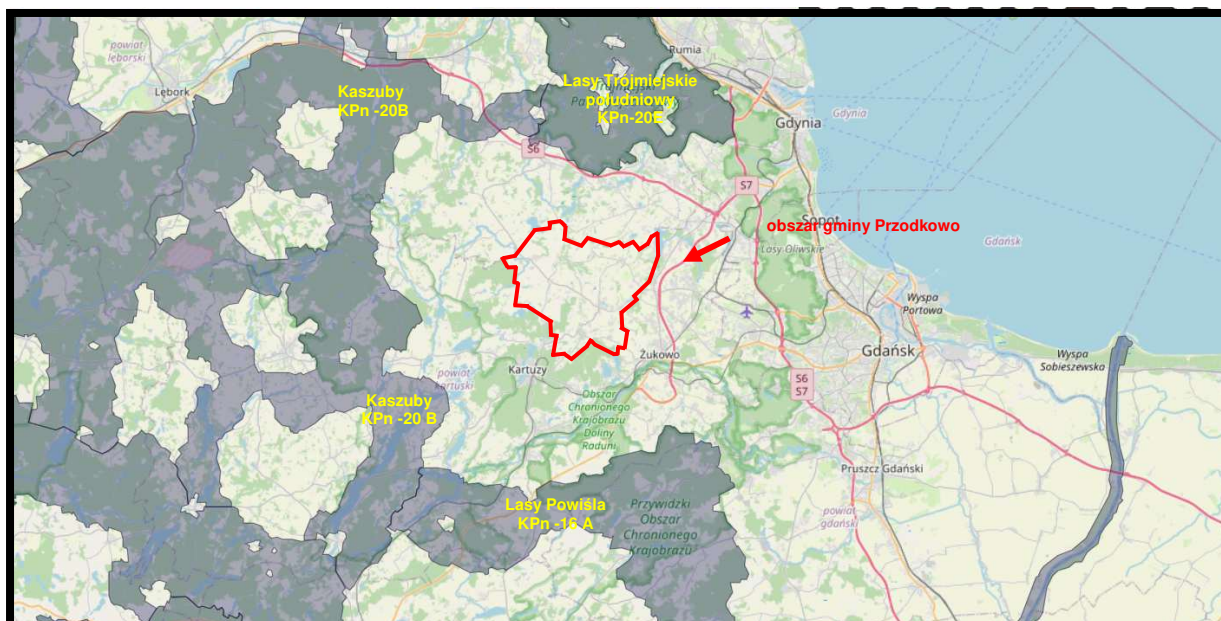 powiat
lęborski
Lębork
Kaszuby
KPn -20B
Lasy Trójmiejskie
południowy
KPn-20E
Rumia
Gdynia
Gdynia
S6
S7
Sopot
obszar gminy Przodkowo
Lasy Oliwskie
Gdańsk
Wyspa
Portowa
Gdańsk
Wyspa
Sobieszewska
Żukowo
Kartuzy
powiat
kartuski
Kaszuby
KPn -20 B
Obszar
Chronionego
Krajobrazu
Doliny
Raduni
S6
S7
Pruszcz Gdański
powiat
gdański
Lasy Powiśla
KPn -16 A
Przywidzki
Obszar
Chronionego
Krajobrazu